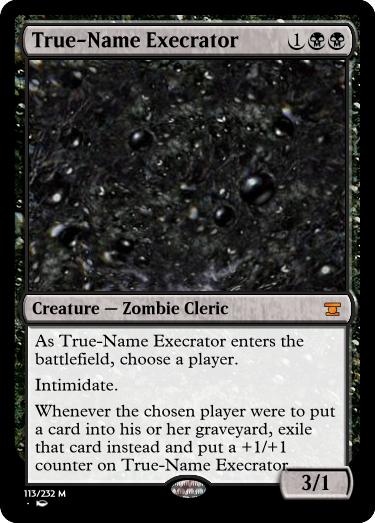 True-Name Execrator 1
Creature — Zombie Cleric
As True-Name Execrator enters the
battlefield, choose a player.
Intimidate.
Whenever the chosen player were to put
a card into his or her graveyard, exile
that card instead and put a +1/+1
counter on True-Name Execrator.
3/1
113/232 M